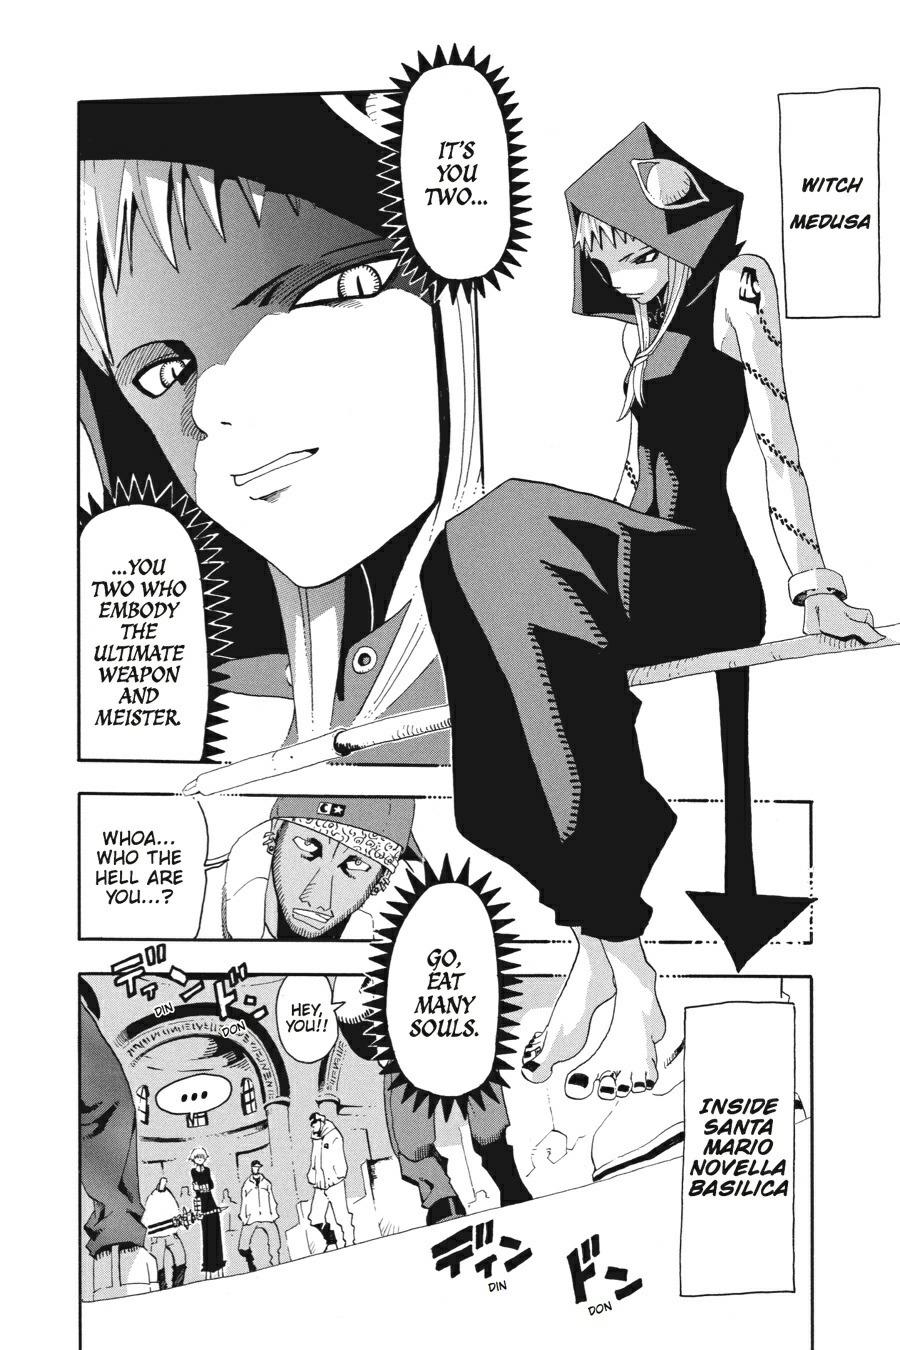 WITCH
MEDUSA
IT'S
YOU
TWO...
...YOU
TWO WHO
EMBODY
THE
ULTIMATE
WEAPON
AND
MEISTER.
WHOA...
WHO THE
HELL ARE
YOU...?
GO,
EAT
MANY
SOULS.
HEY,
YOU!!
ディン
DIN
ドン
DON
...
INSIDE
SANTA
MARIO
NOVELLA
BASILICA
ディン
DIN
ドン
DON